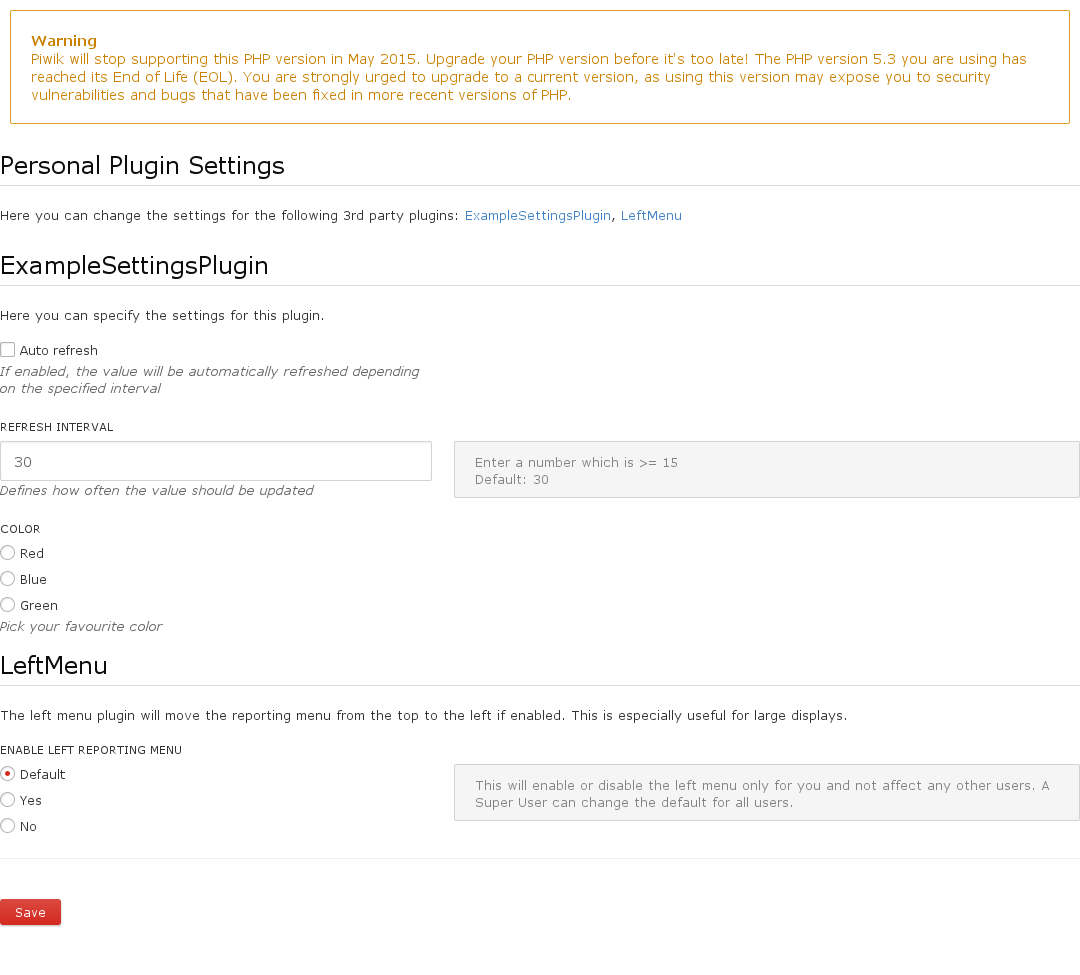 Warning
Piwik will stop supporting this PHP version in May 2015. Upgrade your PHP version before it's too late! The PHP version 5.3 you are using has
reached its End of Life (EOL). You are strongly urged to upgrade to a current version, as using this version may expose you to security
vulnerabilities and bugs that have been fixed in more recent versions of PHP.
Personal Plugin Settings
Here you can change the settings for the following 3rd party plugins: ExampleSettingsPlugin, LeftMenu
ExampleSettingsPlugin
Here you can specify the settings for this plugin.
Auto refresh
If enabled, the value will be automatically refreshed depending
on the specified interval
REFRESH INTERVAL
30
Defines how often the value should be updated
Enter a number which is >= 15
Default: 30
COLOR
Red
Blue
Green
Pick your favourite color
LeftMenu
The left menu plugin will move the reporting menu from the top to the left if enabled. This is especially useful for large displays.
ENABLE LEFT REPORTING MENU
Default
Yes
No
This will enable or disable the left menu only for you and not affect any other users. A
Super User can change the default for all users.
Save